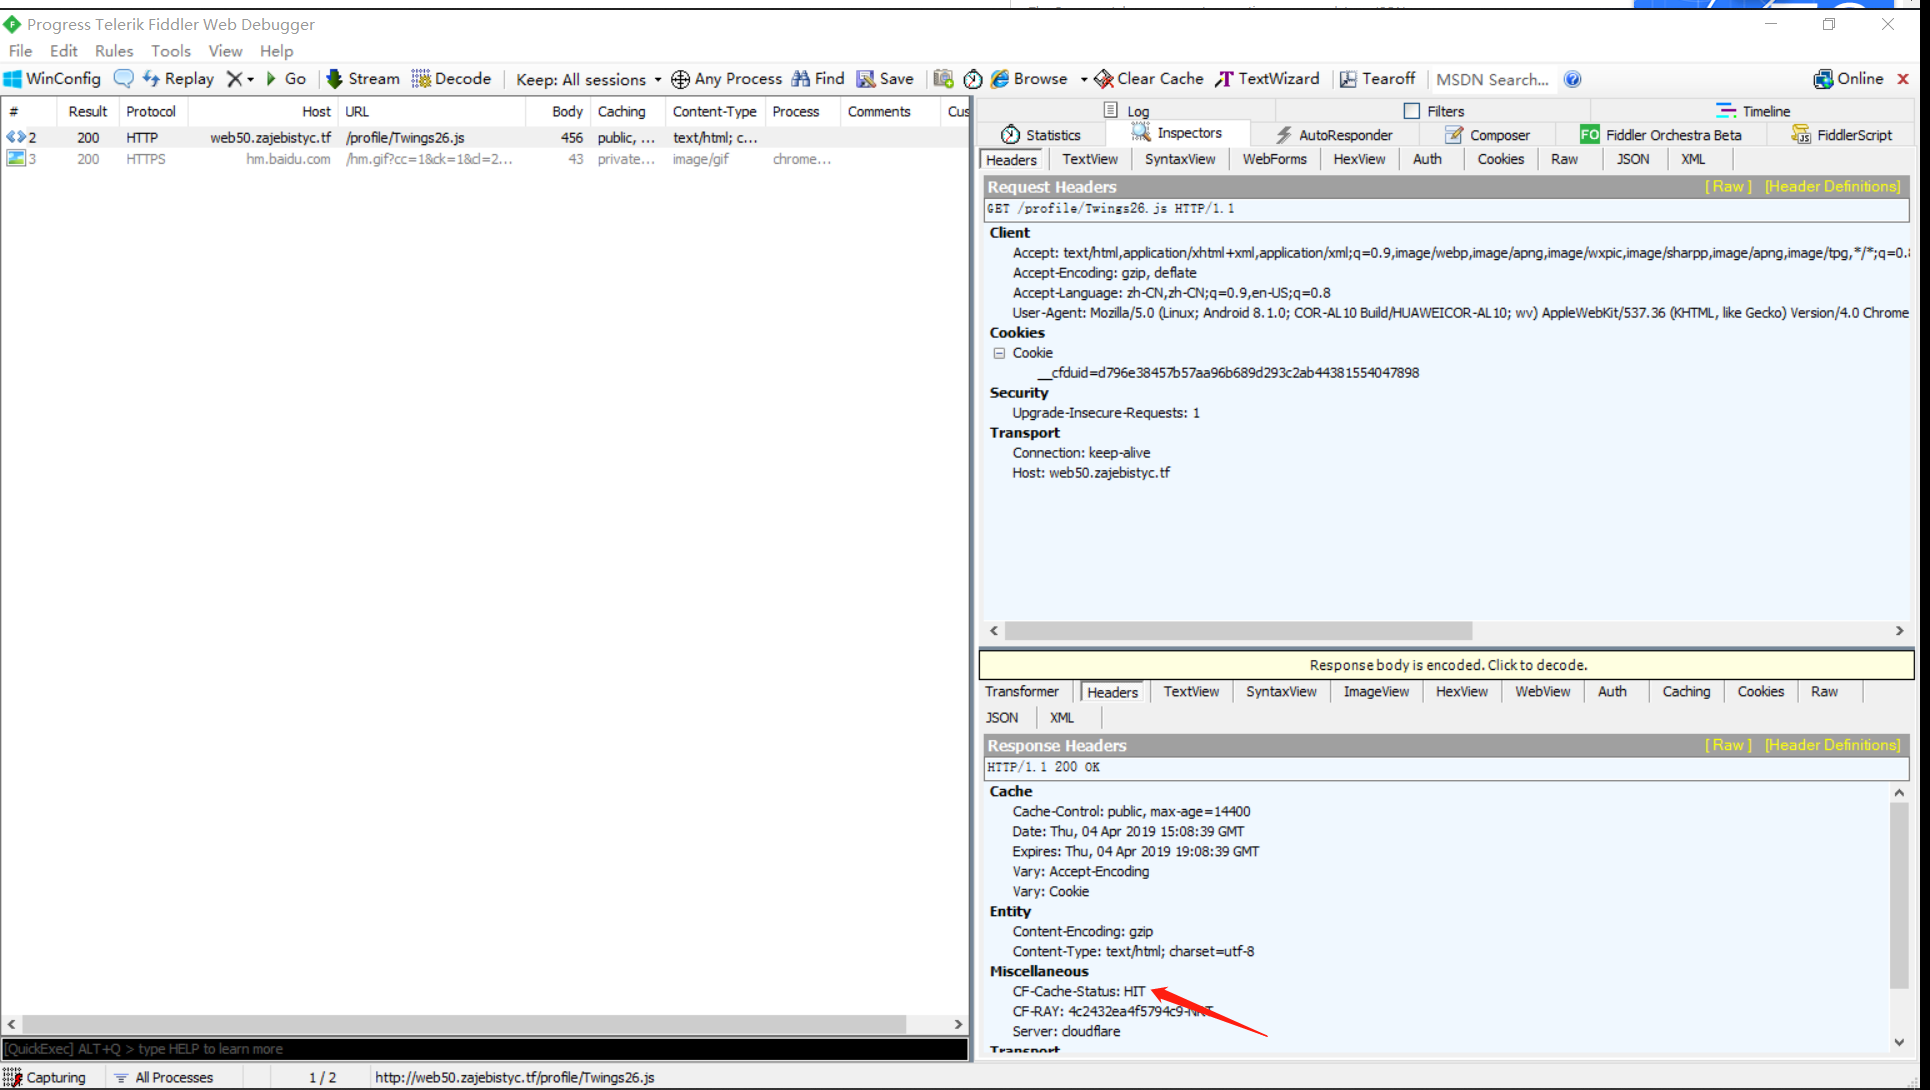 Progress Telerik Fiddler Web Debugger
File Edit Rules Tools View Help
WinConfig Replay Go Stream Decode Keep: All sessions Any Process Find Save Browse Clear Cache TextWizard Tearoff MSDN Search... Online
# Result Protocol Host URL Body Caching Content-Type Process Comments Cus
2 200 HTTP web50.zajebistyc.tf /profile/Twings26.js 456 public, ... text/html; c...
3 200 HTTPS hm.baidu.com /hm.gif?cc=1&ck=1&cl=2... 43 private... image/gif chrome...
Log Filters Timeline
Statistics Inspectors AutoResponder Composer FO Fiddler Orchestra Beta FiddlerScript
Headers TextView SyntaxView WebForms HexView Auth Cookies Raw JSON XML
Request Headers [ Raw ] [Header Definitions]
GET /profile/Twings26.js HTTP/1.1
Client
Accept: text/html,application/xhtml+xml,application/xml;q=0.9,image/webp,image/apng,image/wxpic,image/sharpp,image/apng,image/tpg,*/*;q=0.8
Accept-Encoding: gzip, deflate
Accept-Language: zh-CN,zh-CN;q=0.9,en-US;q=0.8
User-Agent: Mozilla/5.0 (Linux; Android 8.1.0; COR-AL10 Build/HUAWEICOR-AL10; wv) AppleWebKit/537.36 (KHTML, like Gecko) Version/4.0 Chrome
Cookies
Cookie
__cfduid=d796e38457b57aa96b689d293c2ab44381554047898
Security
Upgrade-Insecure-Requests: 1
Transport
Connection: keep-alive
Host: web50.zajebistyc.tf
Response body is encoded. Click to decode.
Transformer Headers TextView SyntaxView ImageView HexView WebView Auth Caching Cookies Raw
JSON XML
Response Headers [ Raw ] [Header Definitions]
HTTP/1.1 200 OK
Cache
Cache-Control: public, max-age=14400
Date: Thu, 04 Apr 2019 15:08:39 GMT
Expires: Thu, 04 Apr 2019 19:08:39 GMT
Vary: Accept-Encoding
Vary: Cookie
Entity
Content-Encoding: gzip
Content-Type: text/html; charset=utf-8
Miscellaneous
CF-Cache-Status: HIT
CF-RAY: 4c2432ea4f5794c9-NRT
Server: cloudflare
Transport
[QuickExec] ALT+Q > type HELP to learn more
Capturing All Processes 1 / 2 http://web50.zajebistyc.tf/profile/Twings26.js